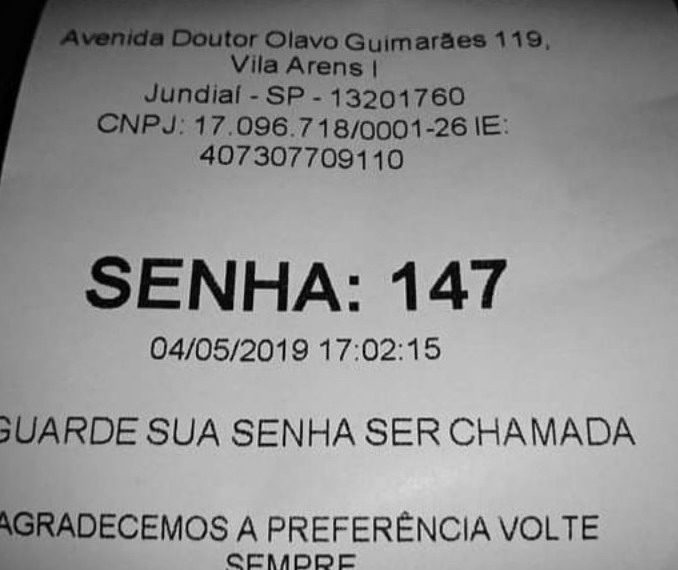 Avenida Doutor Olavo Guimarães 119,
Vila Arens I
Jundiaí - SP - 13201760
CNPJ: 17.096.718/0001-26 IE:
407307709110
SENHA: 147
04/05/2019 17:02:15
GUARDE SUA SENHA SER CHAMADA
AGRADECEMOS A PREFERÊNCIA VOLTE
SEMPRE